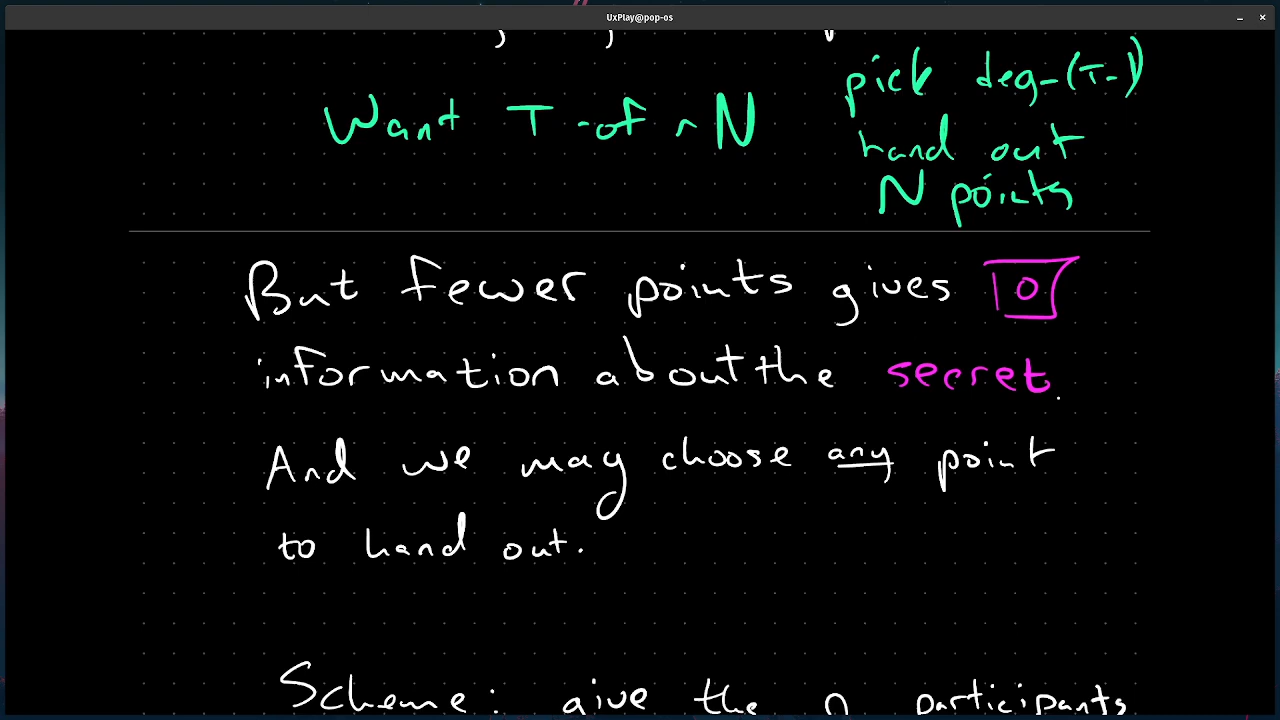 UxPlay@pop-os
pick deg-(T-1)
Want T-of-N
hand out
N points
But fewer points gives 0
information about the secret.
And we may choose any point
to hand out.
Scheme: give the n participants